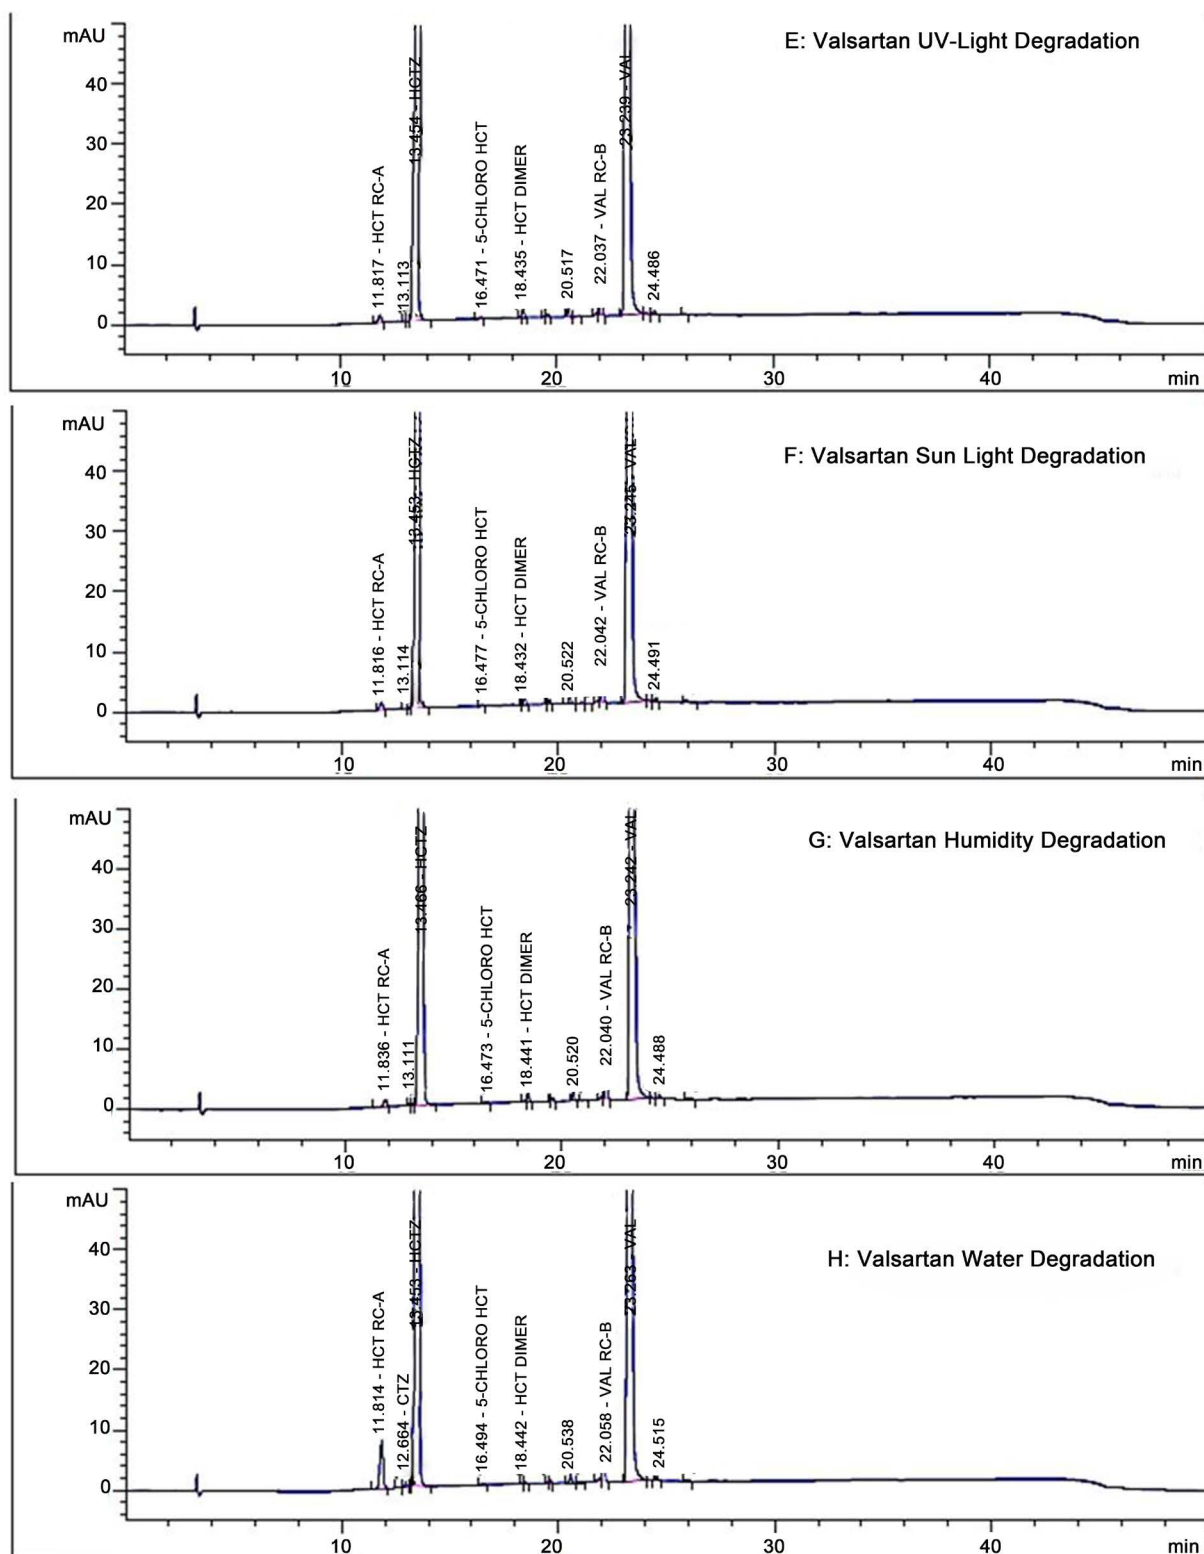 mAU
E: Valsartan UV-Light Degradation
40
30
20
10
0
11.817 - HCT RC-A
13.113
13.454 - HCTZ
16.471 - 5-CHLORO HCT
18.435 - HCT DIMER
20.517
22.037 - VAL RC-B
23.239 - VAL
24.486
10
20
30
40
min
mAU
F: Valsartan Sun Light Degradation
40
30
20
10
0
11.816 - HCT RC-A
13.114
13.453 - HCTZ
16.477 - 5-CHLORO HCT
18.432 - HCT DIMER
20.522
22.042 - VAL RC-B
23.245 - VAL
24.491
10
20
30
40
min
mAU
G: Valsartan Humidity Degradation
40
30
20
10
0
11.836 - HCT RC-A
13.111
13.466 - HCTZ
16.473 - 5-CHLORO HCT
18.441 - HCT DIMER
20.520
22.040 - VAL RC-B
23.242 - VAL
24.488
10
20
30
40
min
mAU
H: Valsartan Water Degradation
40
30
20
10
0
11.814 - HCT RC-A
12.664 - CTZ
13.453 - HCTZ
16.494 - 5-CHLORO HCT
18.442 - HCT DIMER
20.538
22.058 - VAL RC-B
23.263 - VAL
24.515
10
20
30
40
min